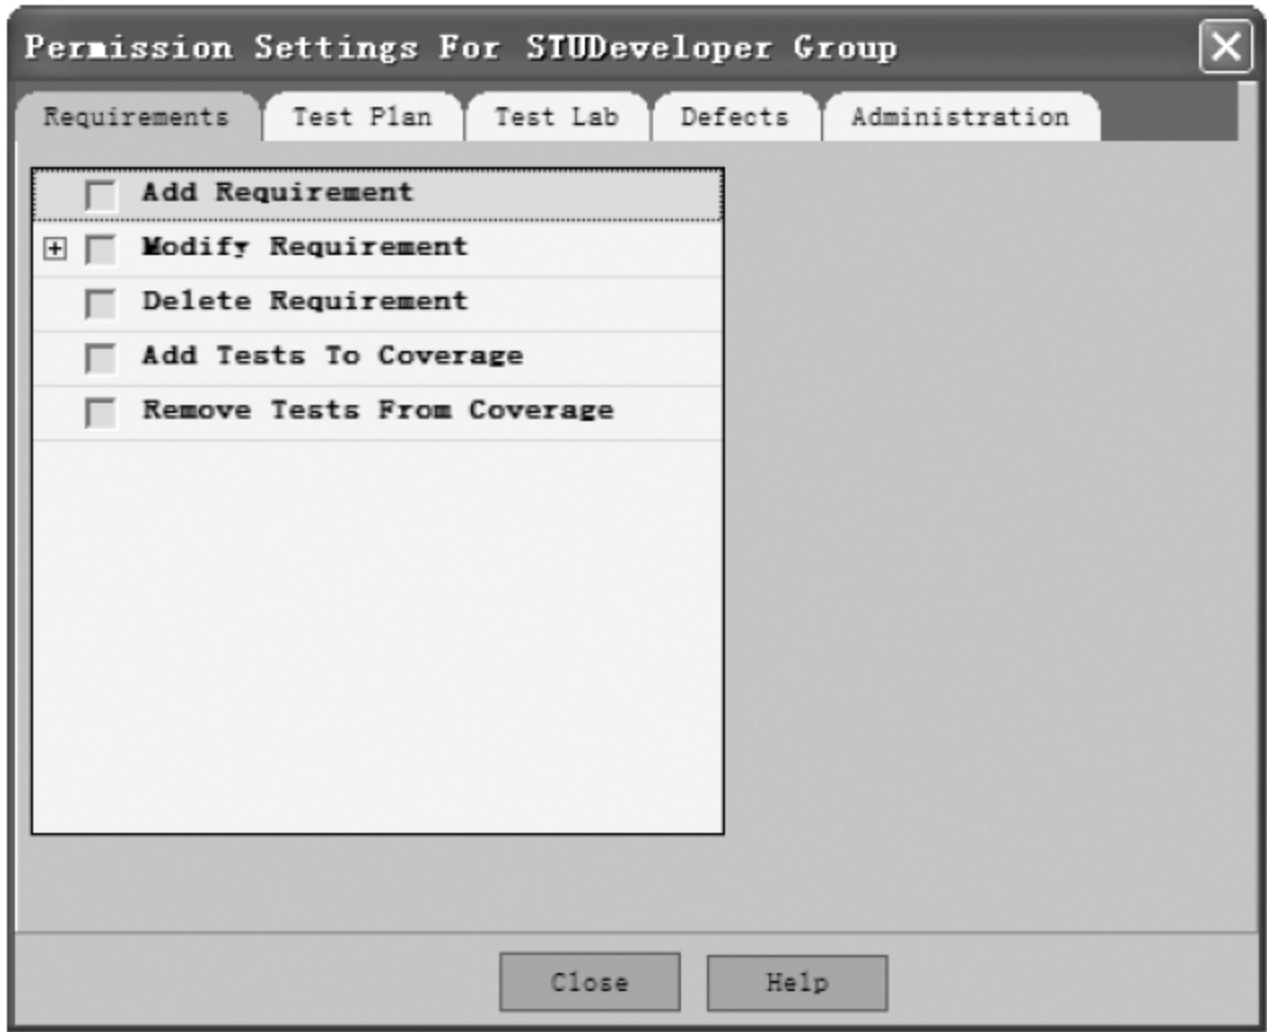 Permission Settings For STUDeveloper Group
Requirements Test Plan Test Lab Defects Administration
Add Requirement
Modify Requirement
Delete Requirement
Add Tests To Coverage
Remove Tests From Coverage
Close Help